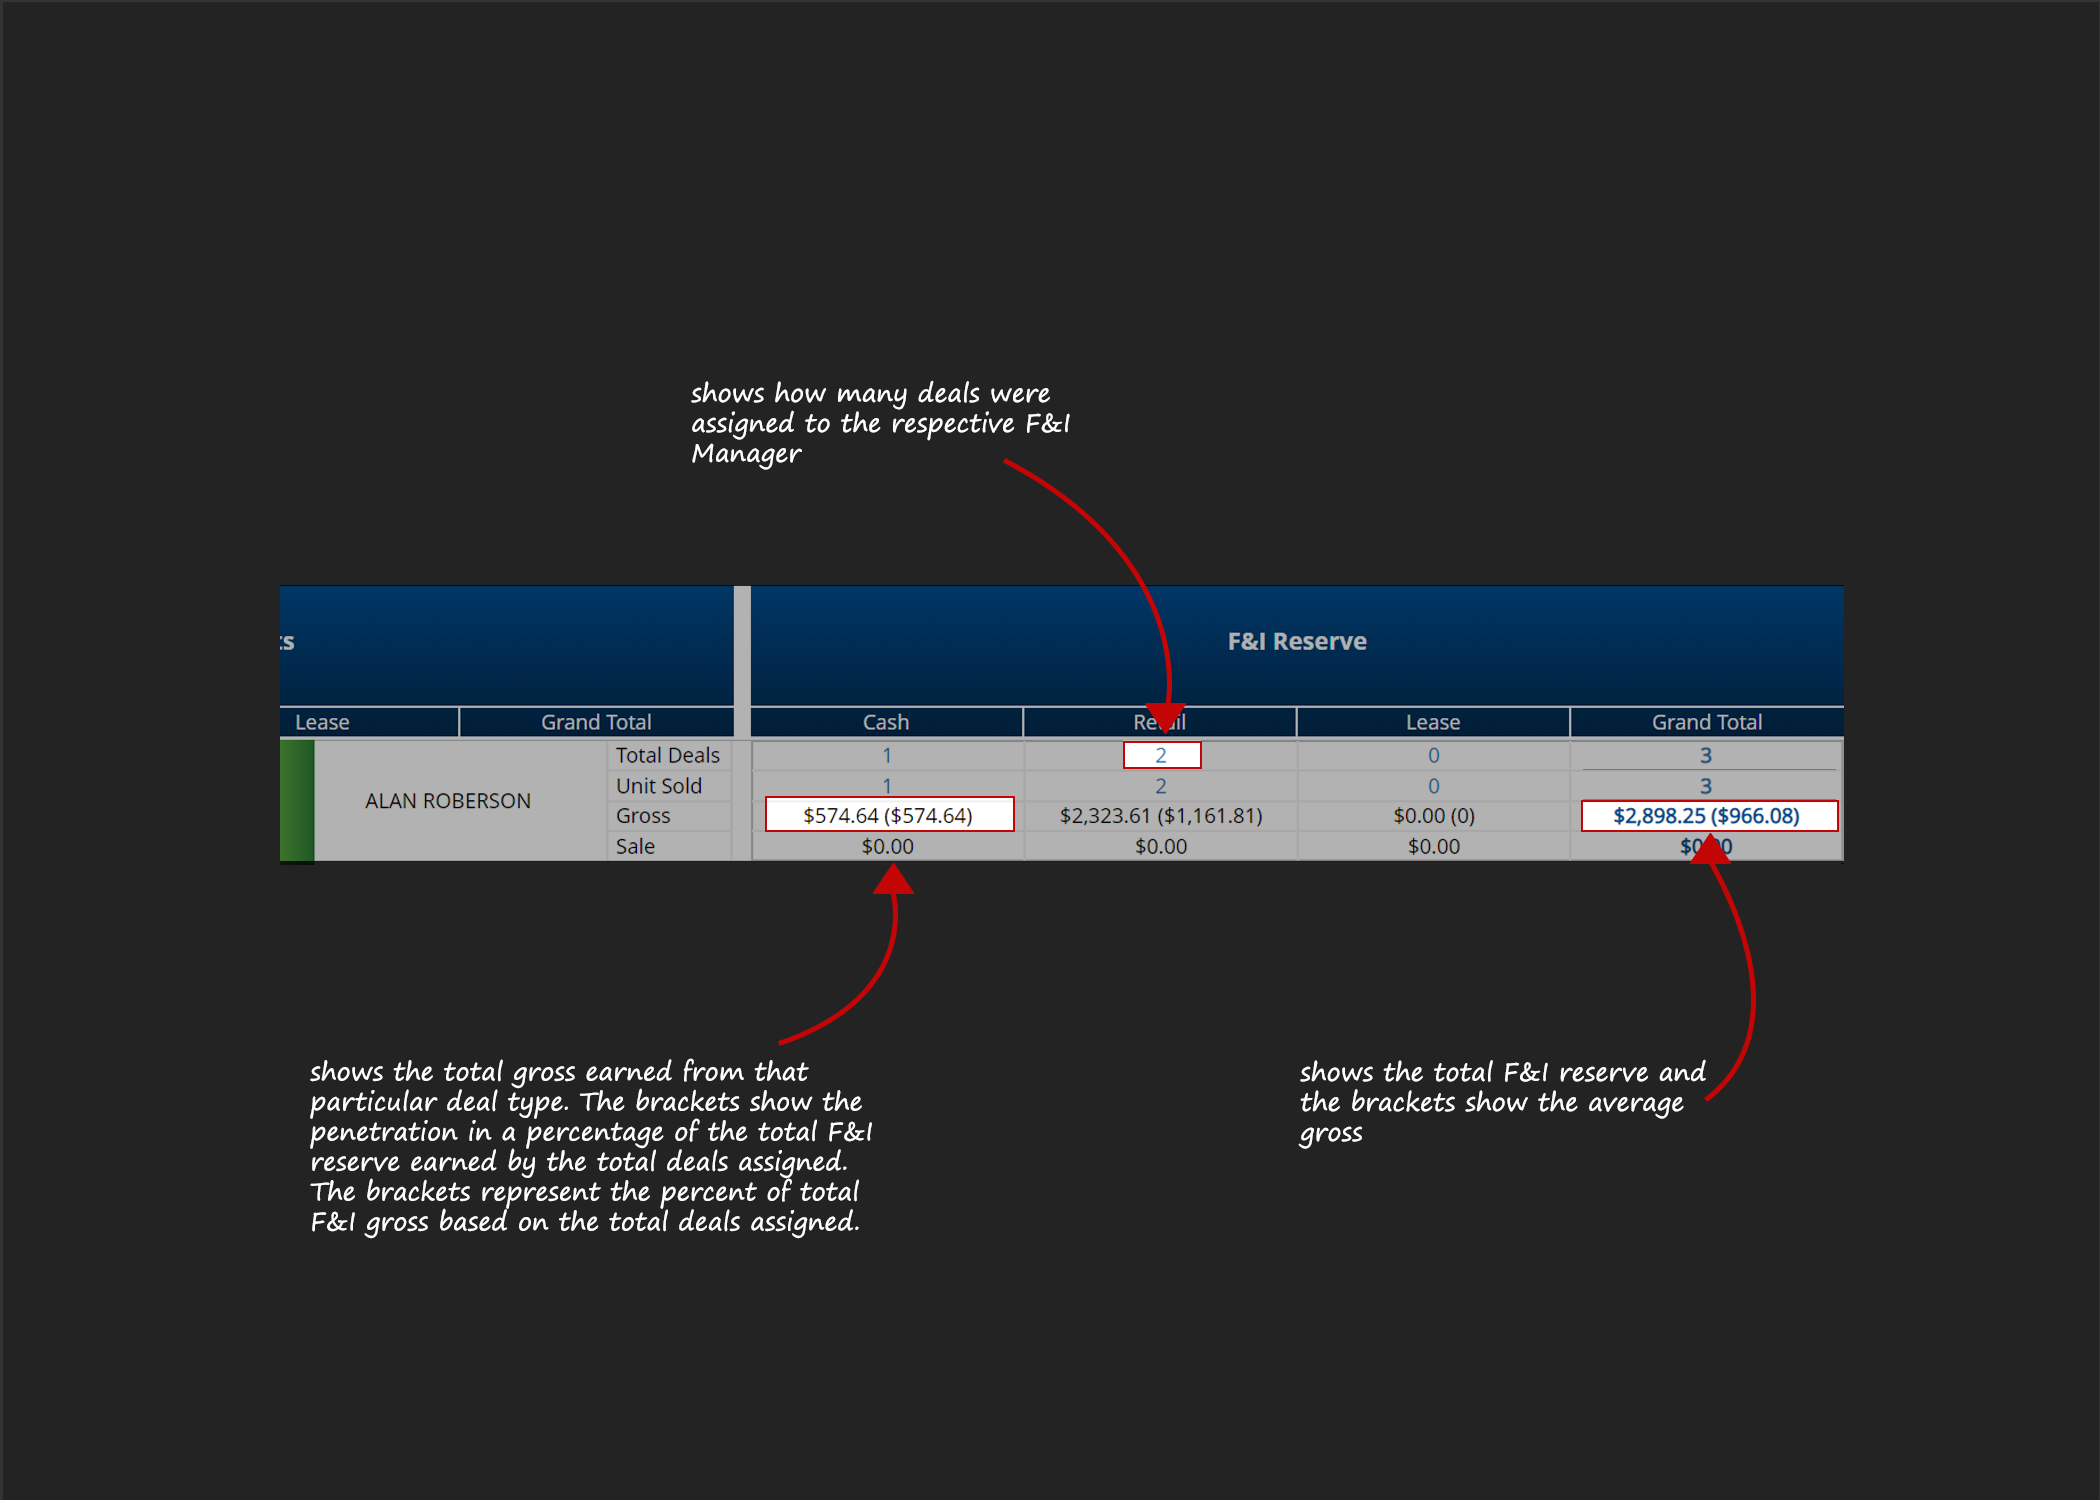 shows how many deals were
assigned to the respective F&I
Manager
ts
F&I Reserve
Lease
Grand Total
Cash
Retail
Lease
Grand Total
ALAN ROBERSON
Total Deals
1
2
0
3
Unit Sold
1
2
0
3
Gross
$574.64 ($574.64)
$2,323.61 ($1,161.81)
$0.00 (0)
$2,898.25 ($966.08)
Sale
$0.00
$0.00
$0.00
$0.00
shows the total gross earned from that
particular deal type. The brackets show the
penetration in a percentage of the total F&I
reserve earned by the total deals assigned.
The brackets represent the percent of total
F&I gross based on the total deals assigned.
shows the total F&I reserve and
the brackets show the average
gross